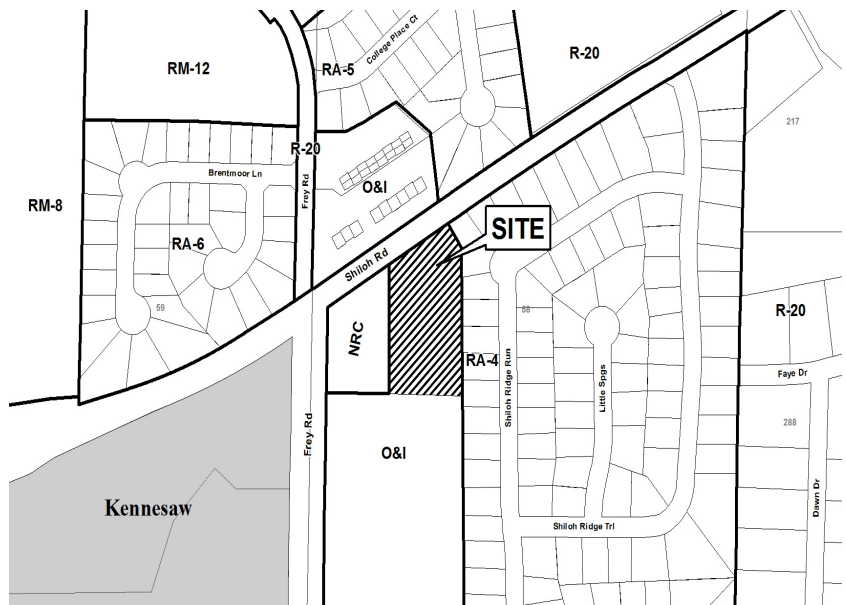 College Place Ct
R-20
RM-12
RA-5
217
R-20
Brentmoor Ln
Frey Rd
O&I
RM-8
SITE
RA-6
Shiloh Rd
59
58
R-20
NRC
RA-4
Shiloh Ridge Run
Little Spgs
Faye Dr
288
Frey Rd
O&I
Kennesaw
Dawn Dr
Shiloh Ridge Trl